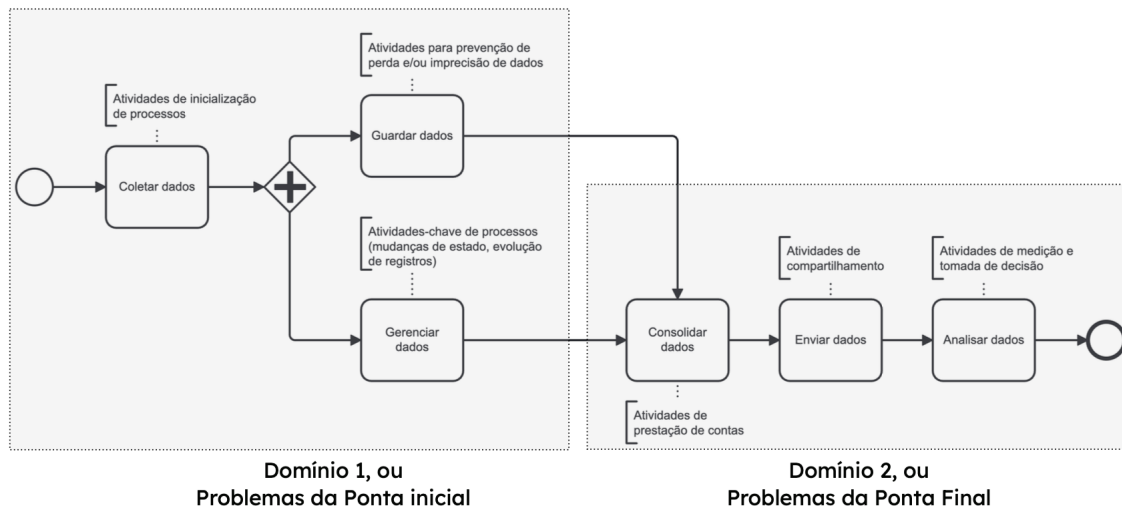 Atividades para prevenção de
perda e/ou imprecisão de dados
Atividades de inicialização
de processos
Guardar dados
Coletar dados
Atividades-chave de processos
(mudanças de estado, evolução
de registros)
Gerenciar
dados
Atividades de
compartilhamento
Atividades de medição e
tomada de decisão
Consolidar
dados
Enviar dados
Analisar dados
Atividades de
prestação de contas
Domínio 1, ou
Problemas da Ponta inicial
Domínio 2, ou
Problemas da Ponta Final